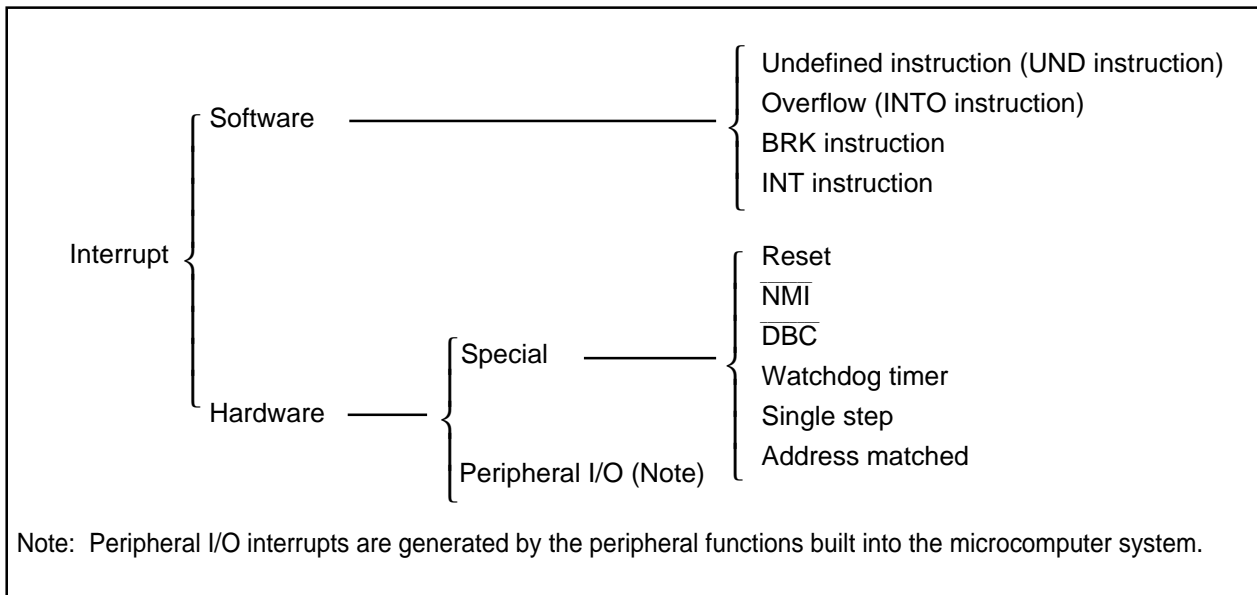 Interrupt
Software
Undefined instruction (UND instruction)
Overflow (INTO instruction)
BRK instruction
INT instruction
Hardware
Special
Reset
N̅M̅I̅
D̅B̅C̅
Watchdog timer
Single step
Address matched
Peripheral I/O (Note)
Note: Peripheral I/O interrupts are generated by the peripheral functions built into the microcomputer system.